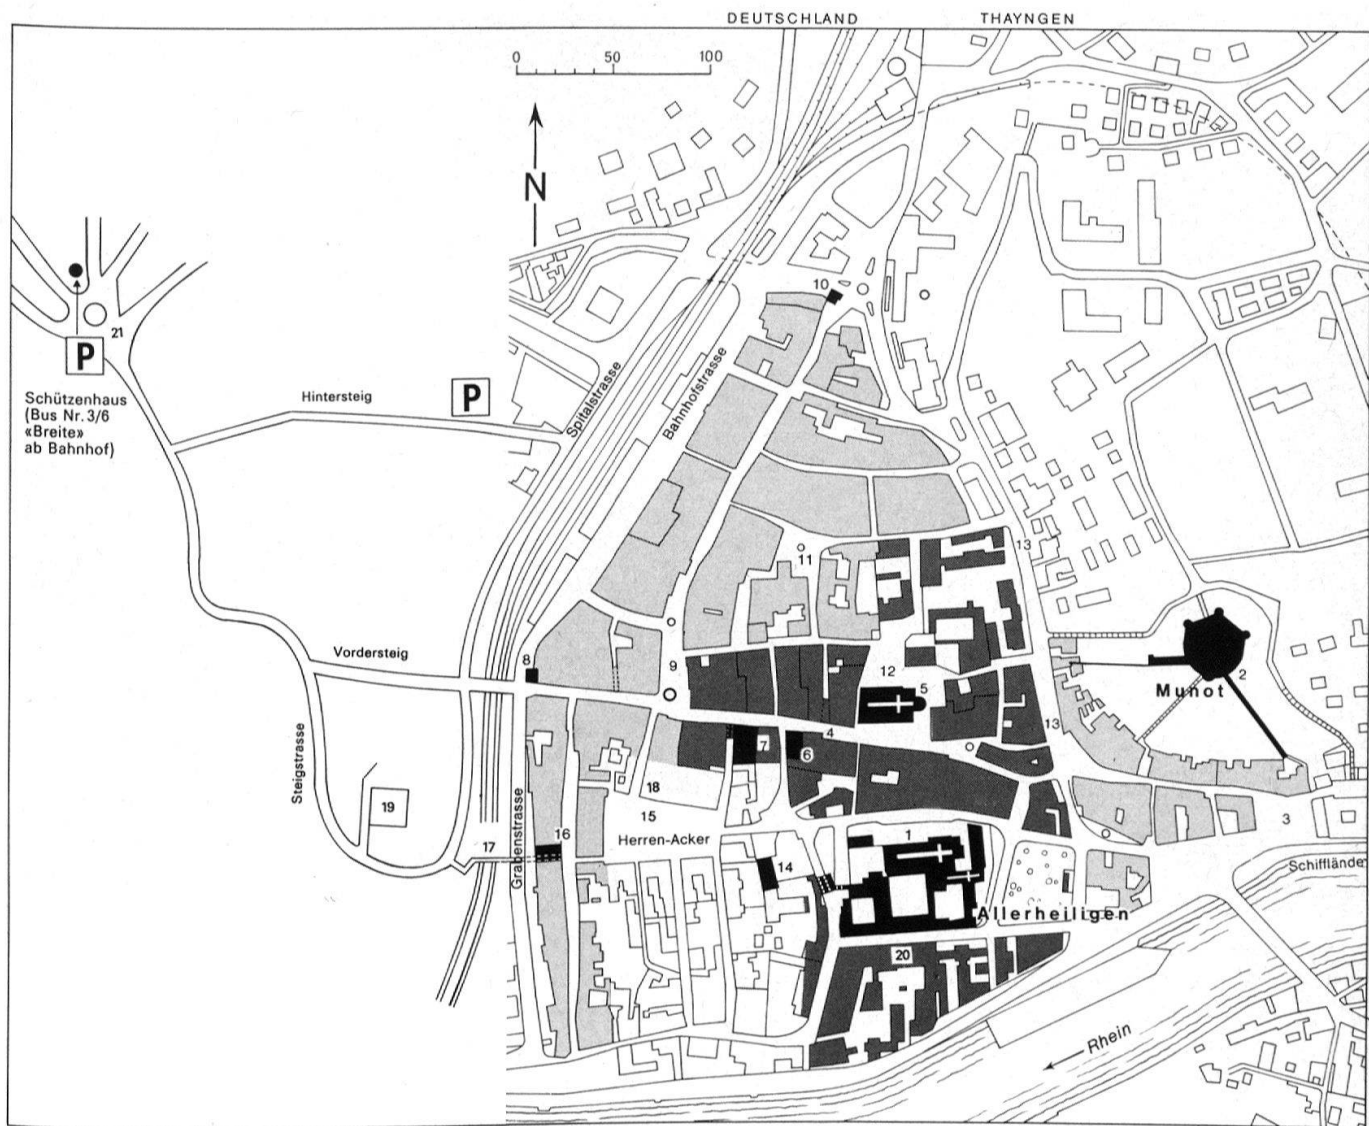 DEUTSCHLAND THAYNGEN
0 50 100
N
10
21
P
P
Schützenhaus
(Bus Nr. 3/6
«Breite»
ab Bahnhof)
Hintersteig
Spitalstrasse
Bahnhofstrasse
11
13
Vordersteig
8
9
12
5
2
Munot
13
4
7
6
Steigstrasse
18
19
15
16
Herren-Acker
1
3
17
Grabenstrasse
14
Schifflände
Allerheiligen
20
Rhein